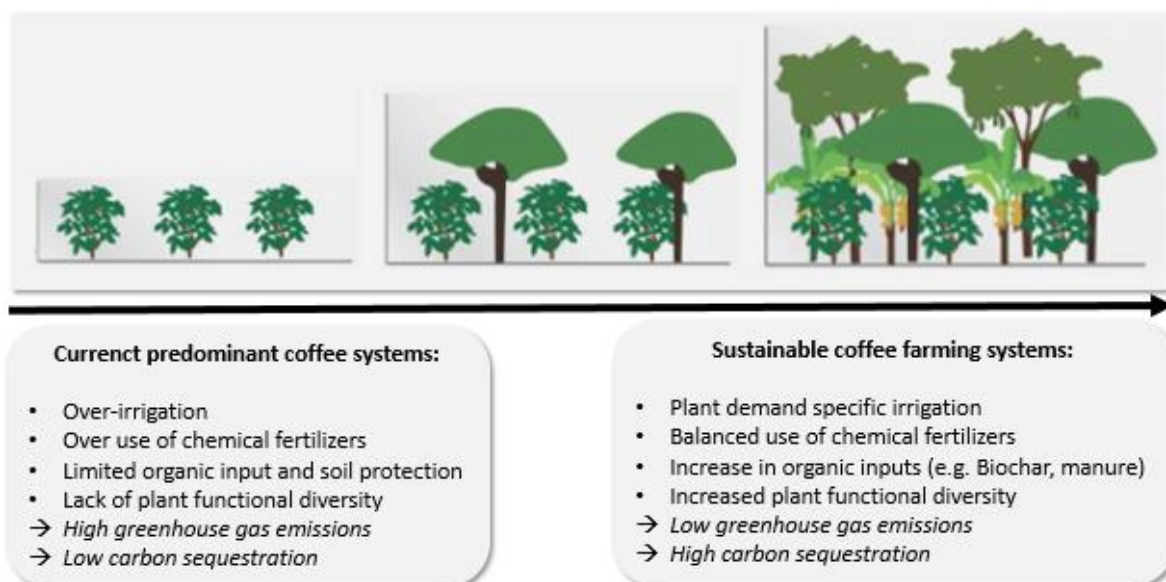 Currenct predominant coffee systems:
• Over-irrigation
• Over use of chemical fertilizers
• Limited organic input and soil protection
• Lack of plant functional diversity
→ High greenhouse gas emissions
→ Low carbon sequestration
Sustainable coffee farming systems:
• Plant demand specific irrigation
• Balanced use of chemical fertilizers
• Increase in organic inputs (e.g. Biochar, manure)
• Increased plant functional diversity
→ Low greenhouse gas emissions
→ High carbon sequestration